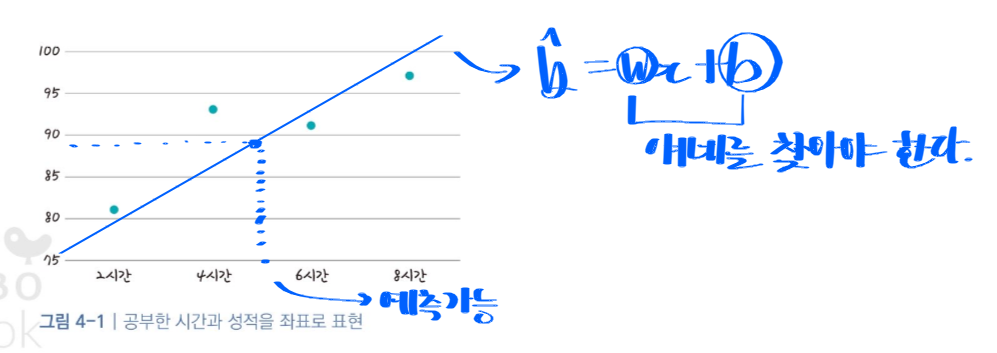 100
95
90
85
80
75
2시간 4시간 6시간 8시간
ŷ = wx+b
얘네를 찾아야 한다.
예측가능
그림 4-1 | 공부한 시간과 성적을 좌표로 표현